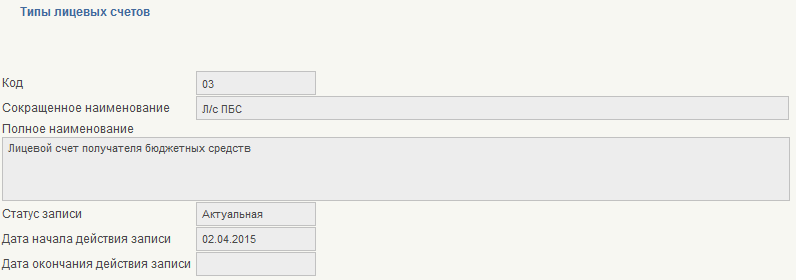 Типы лицевых счетов
Код 03
Сокращенное наименование Л/с ПБС
Полное наименование
Лицевой счет получателя бюджетных средств
Статус записи Актуальная
Дата начала действия записи 02.04.2015
Дата окончания действия записи